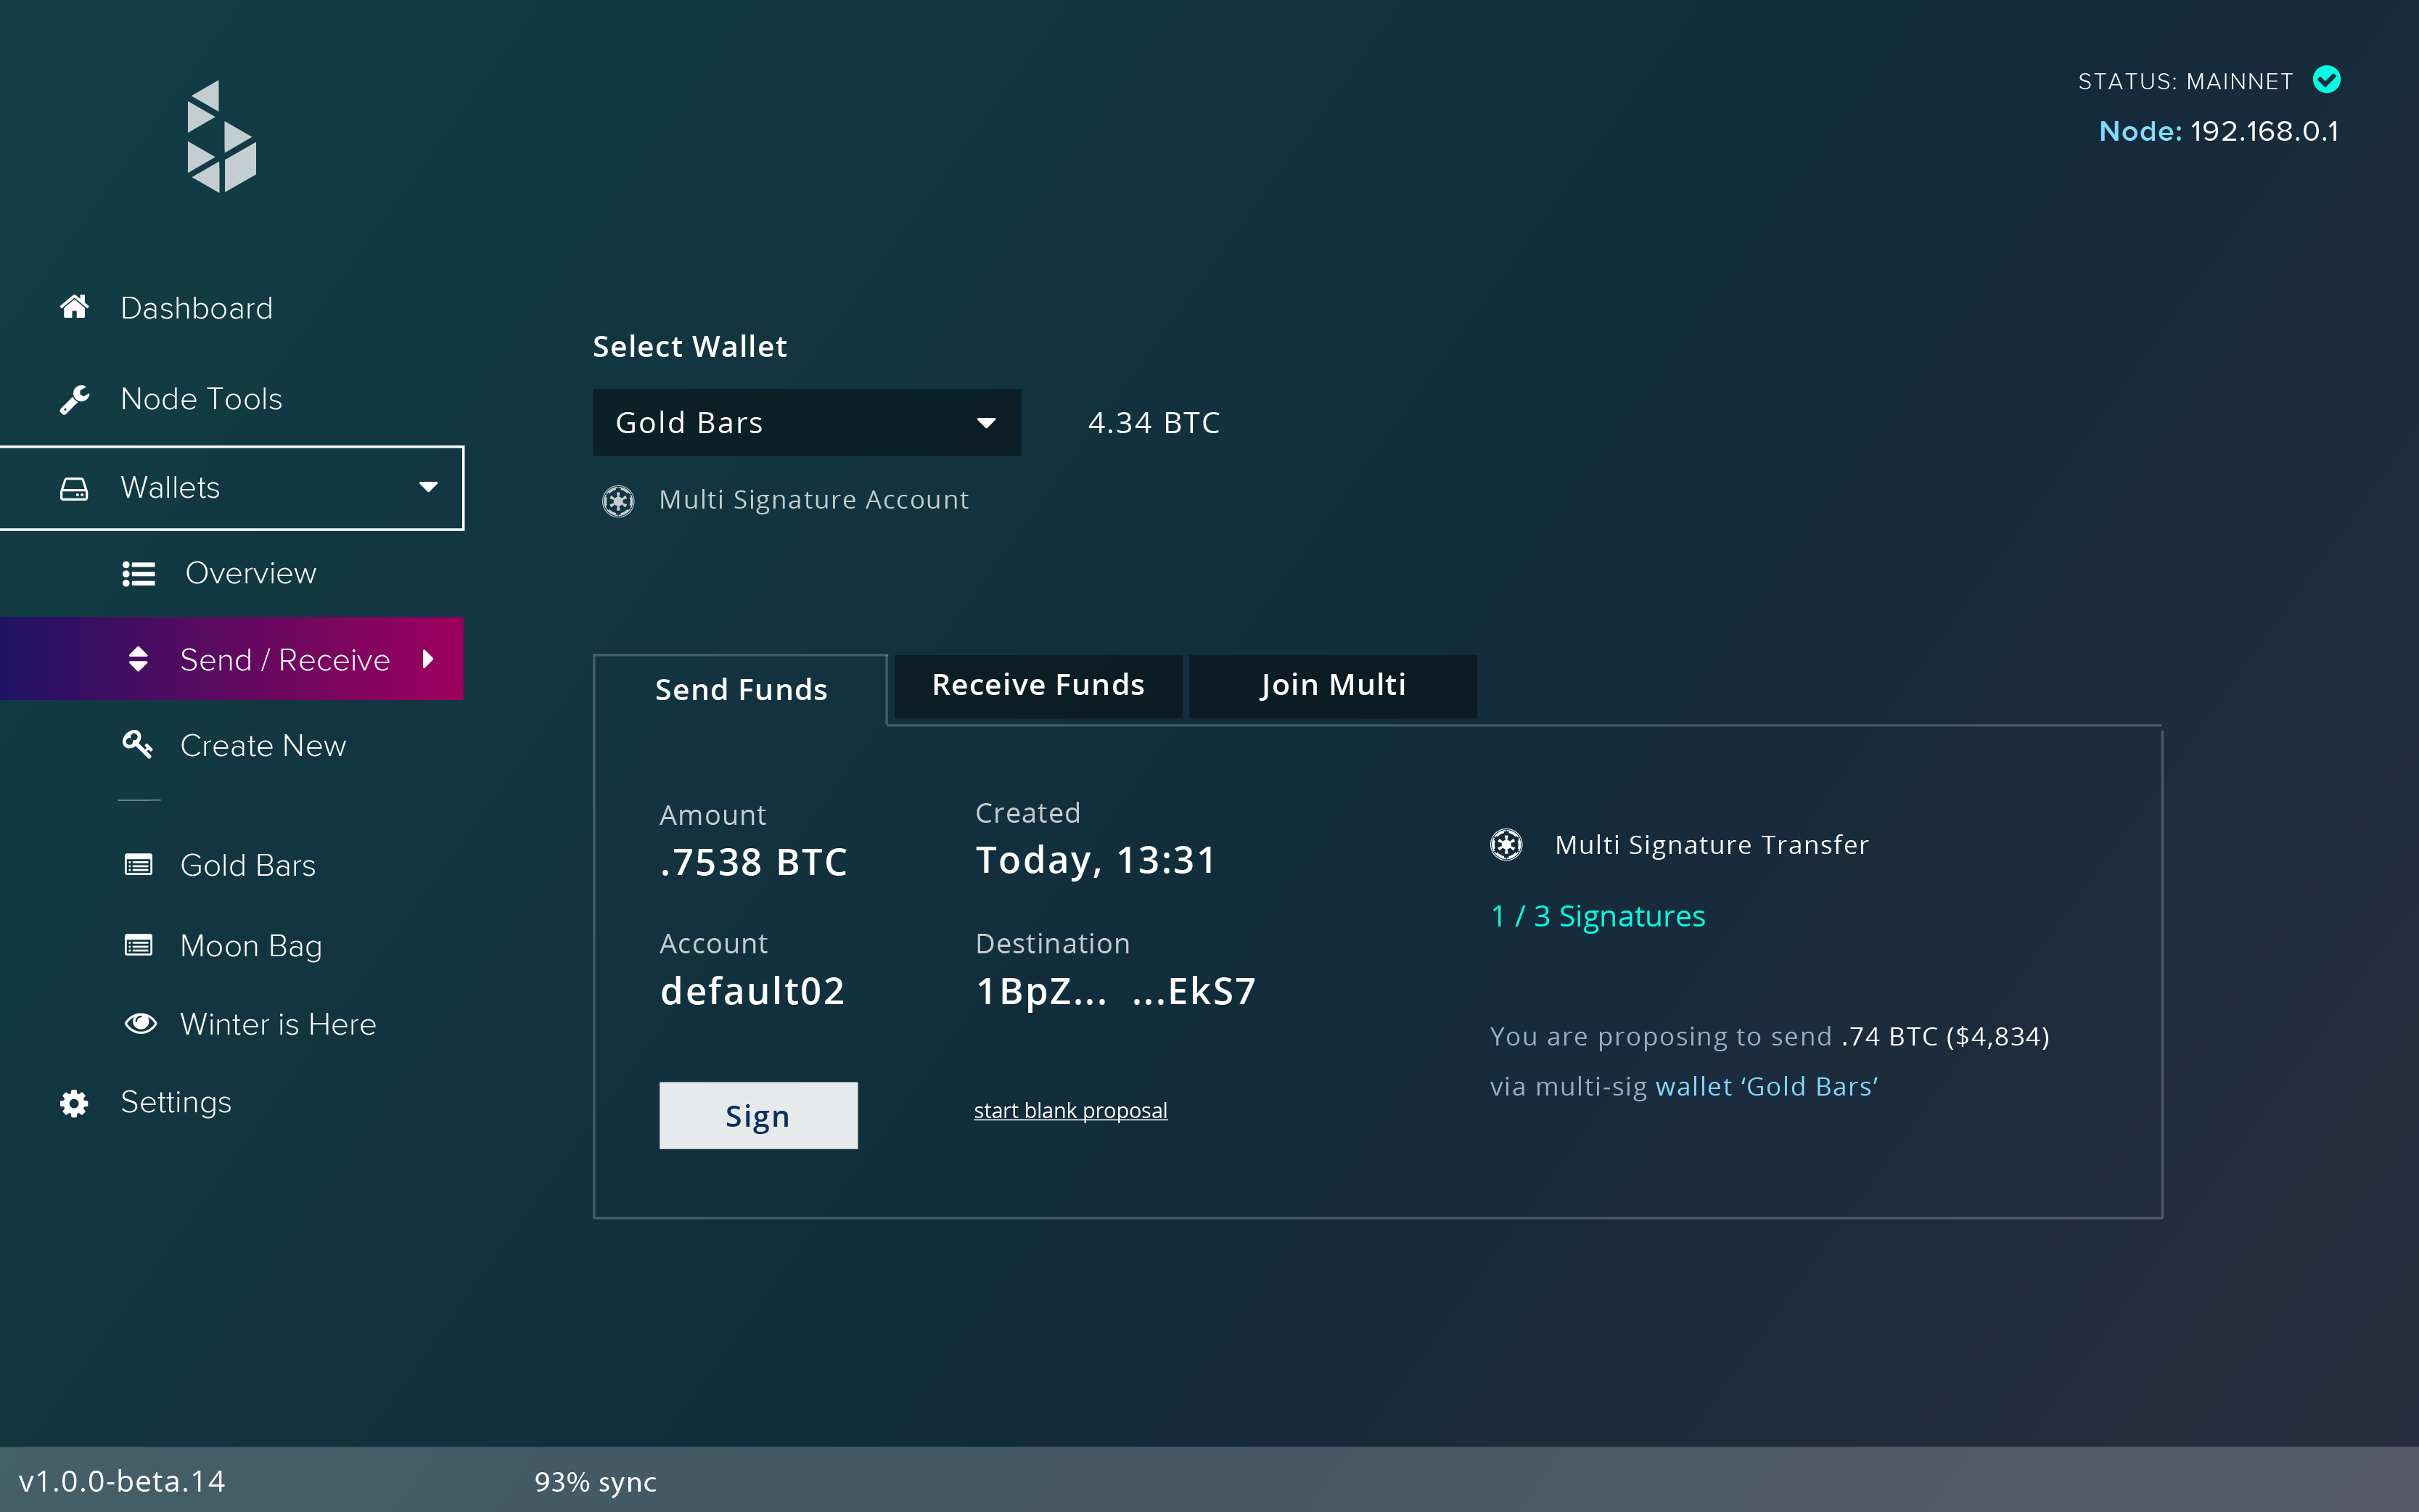 STATUS: MAINNET
Node: 192.168.0.1
Dashboard
Node Tools
Wallets
Overview
Send / Receive
Create New
Gold Bars
Moon Bag
Winter is Here
Settings
Select Wallet
Gold Bars
4.34 BTC
Multi Signature Account
Send Funds
Receive Funds
Join Multi
Amount
.7538 BTC
Created
Today, 13:31
Account
default02
Destination
1BpZ... ...EkS7
Sign
start blank proposal
Multi Signature Transfer
1 / 3 Signatures
You are proposing to send .74 BTC ($4,834)
via multi-sig wallet ‘Gold Bars’
v1.0.0-beta.14
93% sync